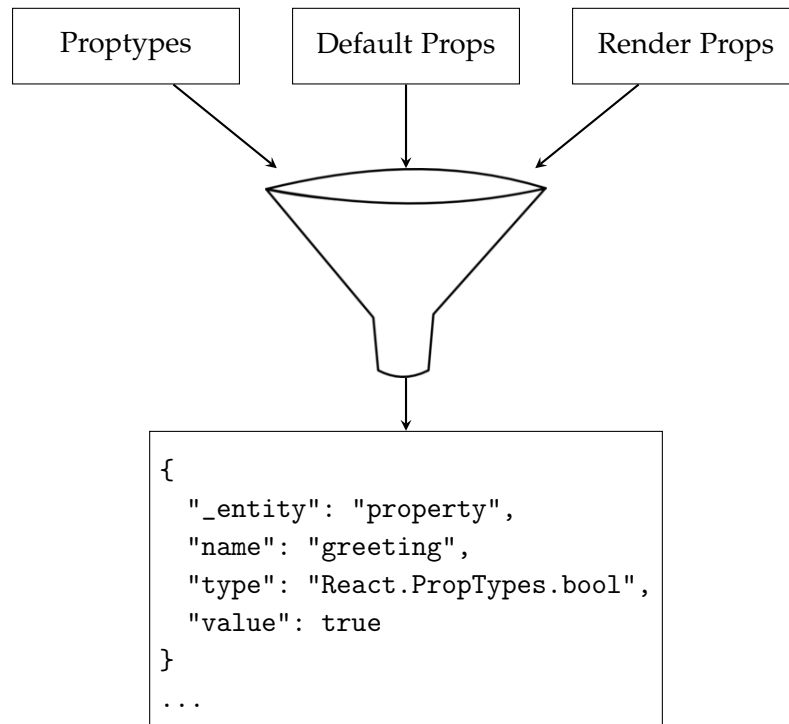 Proptypes
Default Props
Render Props
{
  "_entity": "property",
  "name": "greeting",
  "type": "React.PropTypes.bool",
  "value": true
}
...